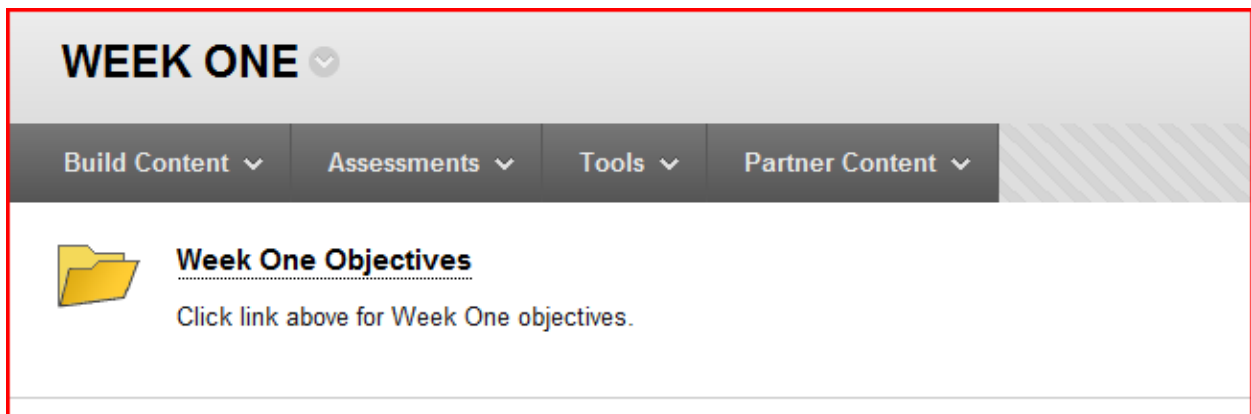 WEEK ONE
Build Content Assessments Tools Partner Content
Week One Objectives
Click link above for Week One objectives.